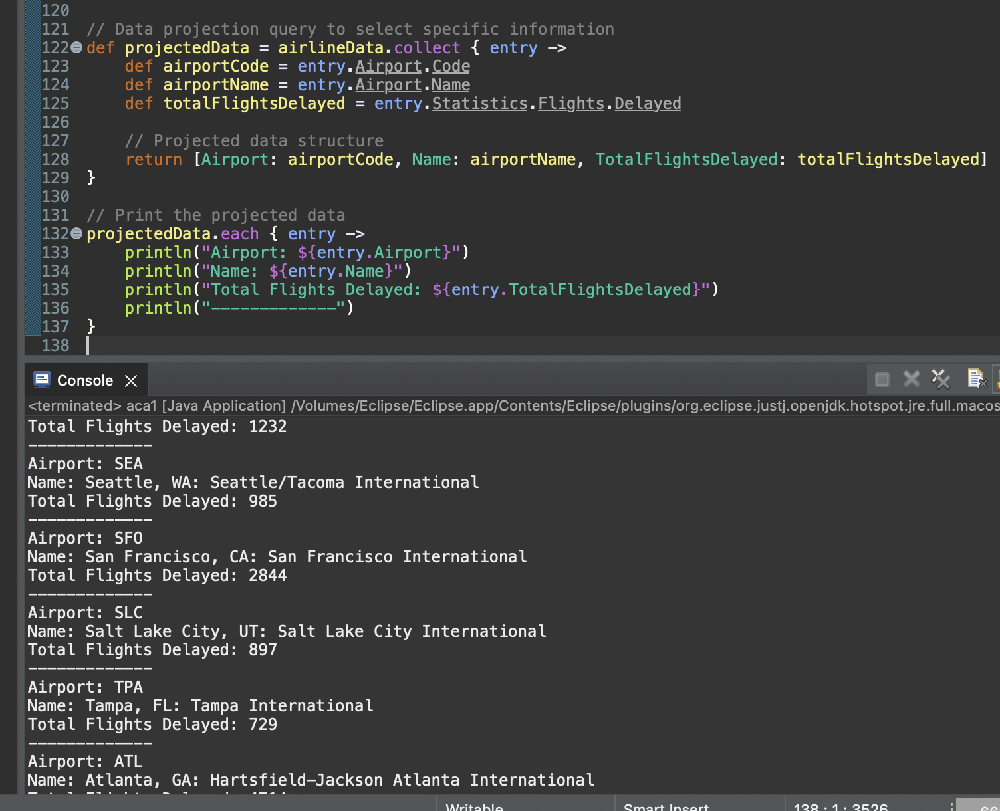 120
121 // Data projection query to select specific information
122 def projectedData = airlineData.collect { entry ->
123     def airportCode = entry.Airport.Code
124     def airportName = entry.Airport.Name
125     def totalFlightsDelayed = entry.Statistics.Flights.Delayed
126
127     // Projected data structure
128     return [Airport: airportCode, Name: airportName, TotalFlightsDelayed: totalFlightsDelayed]
129 }
130
131 // Print the projected data
132 projectedData.each { entry ->
133     println("Airport: ${entry.Airport}")
134     println("Name: ${entry.Name}")
135     println("Total Flights Delayed: ${entry.TotalFlightsDelayed}")
136     println("-------------")
137 }
138
Console
<terminated> aca1 [Java Application] /Volumes/Eclipse/Eclipse.app/Contents/Eclipse/plugins/org.eclipse.justj.openjdk.hotspot.jre.full.macos
Total Flights Delayed: 1232
-------------
Airport: SEA
Name: Seattle, WA: Seattle/Tacoma International
Total Flights Delayed: 985
-------------
Airport: SFO
Name: San Francisco, CA: San Francisco International
Total Flights Delayed: 2844
-------------
Airport: SLC
Name: Salt Lake City, UT: Salt Lake City International
Total Flights Delayed: 897
-------------
Airport: TPA
Name: Tampa, FL: Tampa International
Total Flights Delayed: 729
-------------
Airport: ATL
Name: Atlanta, GA: Hartsfield-Jackson Atlanta International
Writable Smart Insert 138 : 1 : 3526